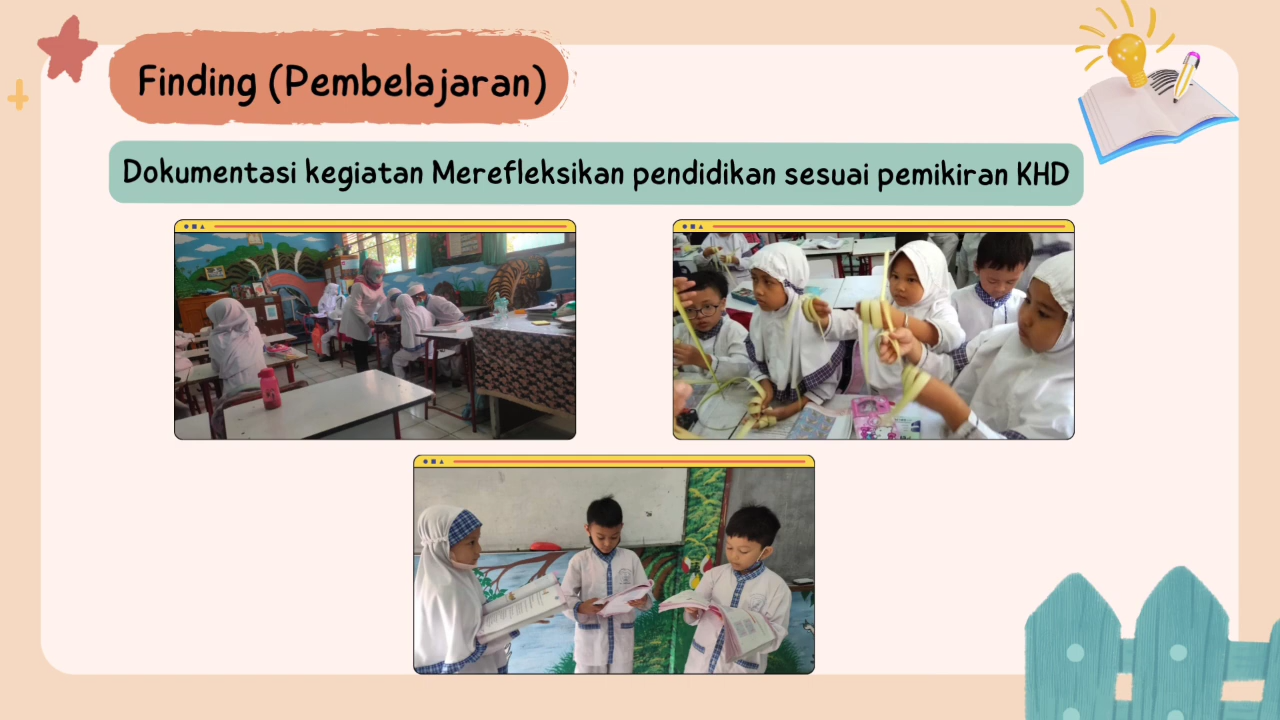 Finding (Pembelajaran)
Dokumentasi kegiatan Merefleksikan pendidikan sesuai pemikiran KHD